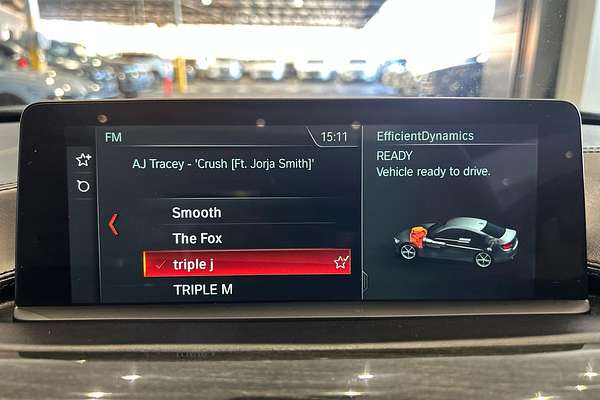 FM
15:11
AJ Tracey - 'Crush [Ft. Jorja Smith]'
Smooth
The Fox
triple j
TRIPLE M
EfficientDynamics
READY
Vehicle ready to drive.